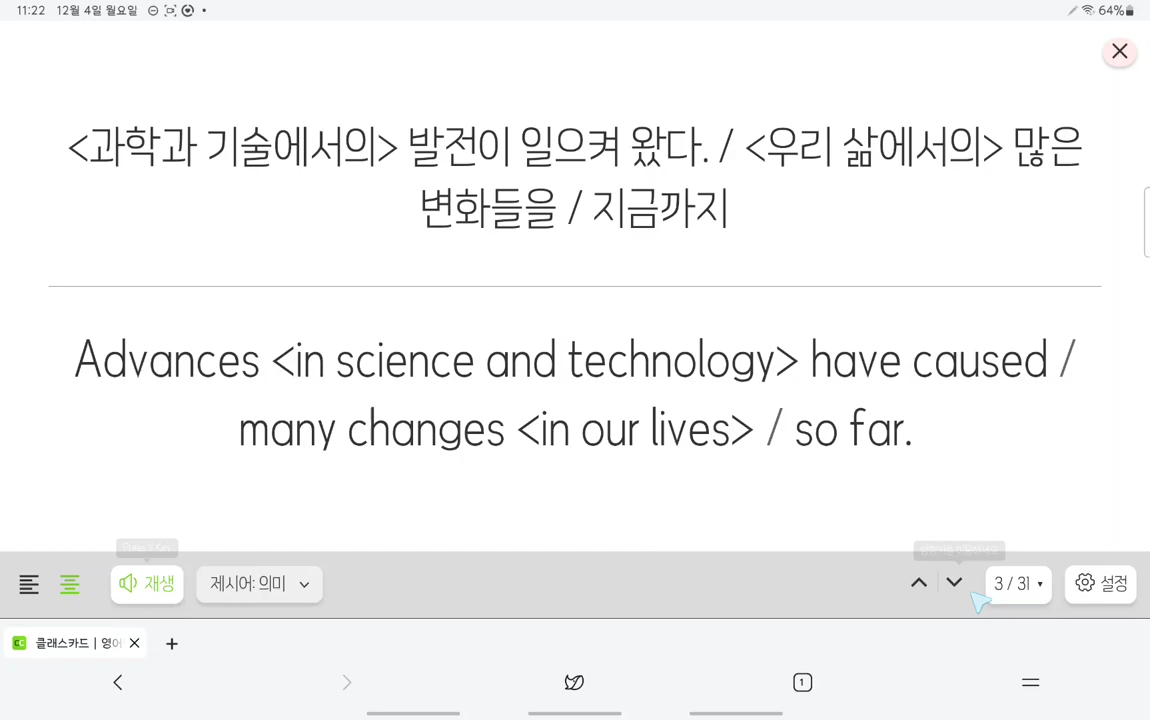 11:22 12월 4일 월요일
64%
<과학과 기술에서의> 발전이 일으켜 왔다. / <우리 삶에서의> 많은
변화들을 / 지금까지
Advances <in science and technology> have caused /
many changes <in our lives> / so far.
재생
제시어: 의미
3 / 31
설정
클래스카드 | 영어
1